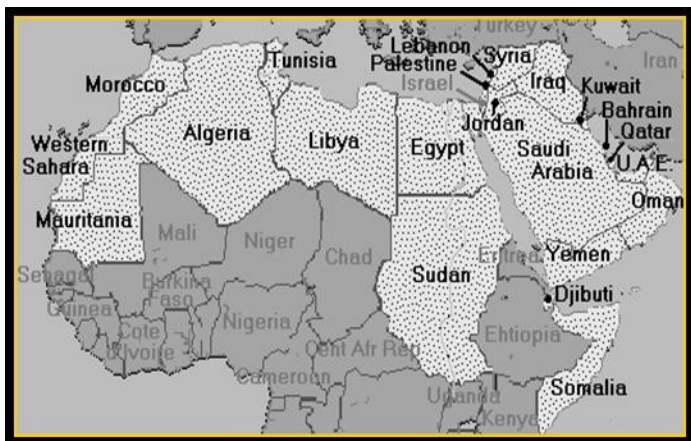 Turkey
Lebanon
Syria
Tunisia
Palestine
Iran
Israel
Iraq
Morocco
Kuwait
Bahrain
Algeria
Jordan
Qatar
Western
Sahara
Libya
Egypt
Saudi
Arabia
U.A.E.
Oman
Mauritania
Mali
Niger
Chad
Eritrea
Yemen
Senegal
Burkina
Faso
Sudan
Djibuti
Guinea
Nigeria
Cote
d'Ivoire
Ehtiopia
Cent Afr Rep
Cameroon
Uganda
Somalia
Kenya